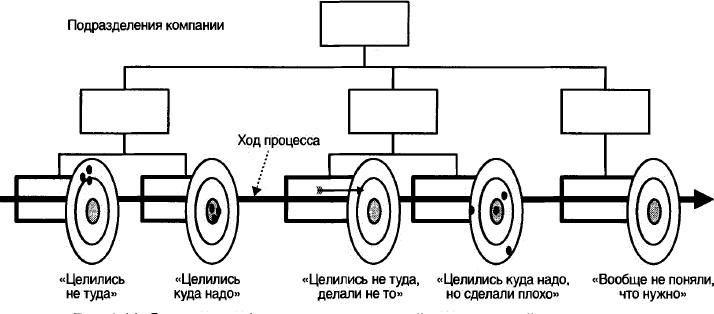 Подразделения компании
Ход процесса
«Целились
не туда»
«Целились
куда надо»
«Целились не туда,
делали не то»
«Целились куда надо,
но сделали плохо»
«Вообще не поняли,
что нужно»